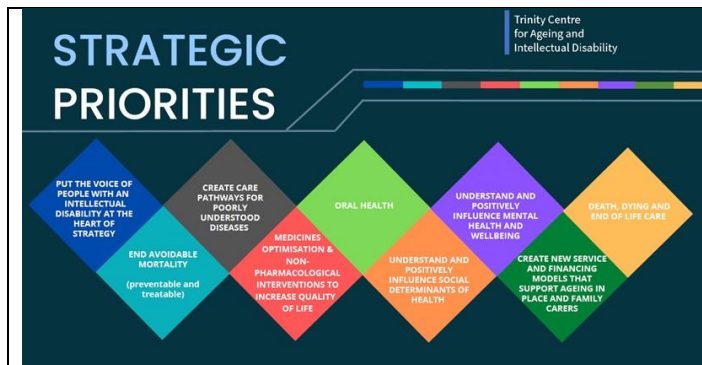 STRATEGIC
PRIORITIES
Trinity Centre
for Ageing and
Intellectual Disability
PUT THE VOICE OF
PEOPLE WITH AN
INTELLECTUAL
DISABILITY AT THE
HEART OF
STRATEGY
END AVOIDABLE
MORTALITY
(preventable and
treatable)
CREATE CARE
PATHWAYS FOR
POORLY
UNDERSTOOD
DISEASES
MEDICINES
OPTIMISATION &
NON-
PHARMACOLOGICAL
INTERVENTIONS TO
INCREASE QUALITY
OF LIFE
ORAL HEALTH
UNDERSTAND AND
POSITIVELY
INFLUENCE SOCIAL
DETERMINANTS OF
HEALTH
UNDERSTAND AND
POSITIVELY
INFLUENCE MENTAL
HEALTH AND
WELLBEING
CREATE NEW SERVICE
AND FINANCING
MODELS THAT
SUPPORT AGEING IN
PLACE AND FAMILY
CARERS
DEATH, DYING AND
END OF LIFE CARE